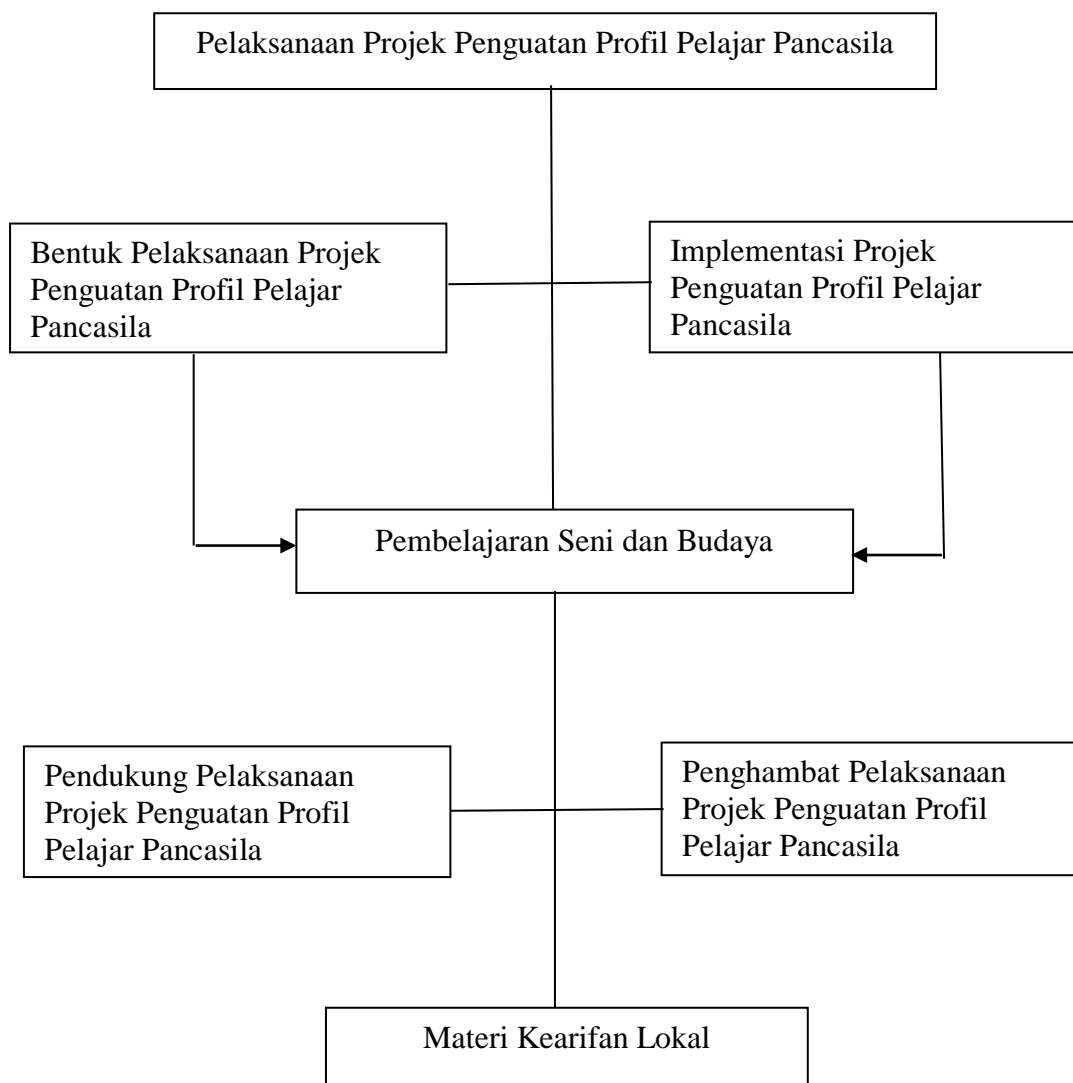 Pelaksanaan Projek Penguatan Profil Pelajar Pancasila
Bentuk Pelaksanaan Projek
Penguatan Profil Pelajar
Pancasila
Implementasi Projek
Penguatan Profil Pelajar
Pancasila
Pembelajaran Seni dan Budaya
Pendukung Pelaksanaan
Projek Penguatan Profil
Pelajar Pancasila
Penghambat Pelaksanaan
Projek Penguatan Profil
Pelajar Pancasila
Materi Kearifan Lokal